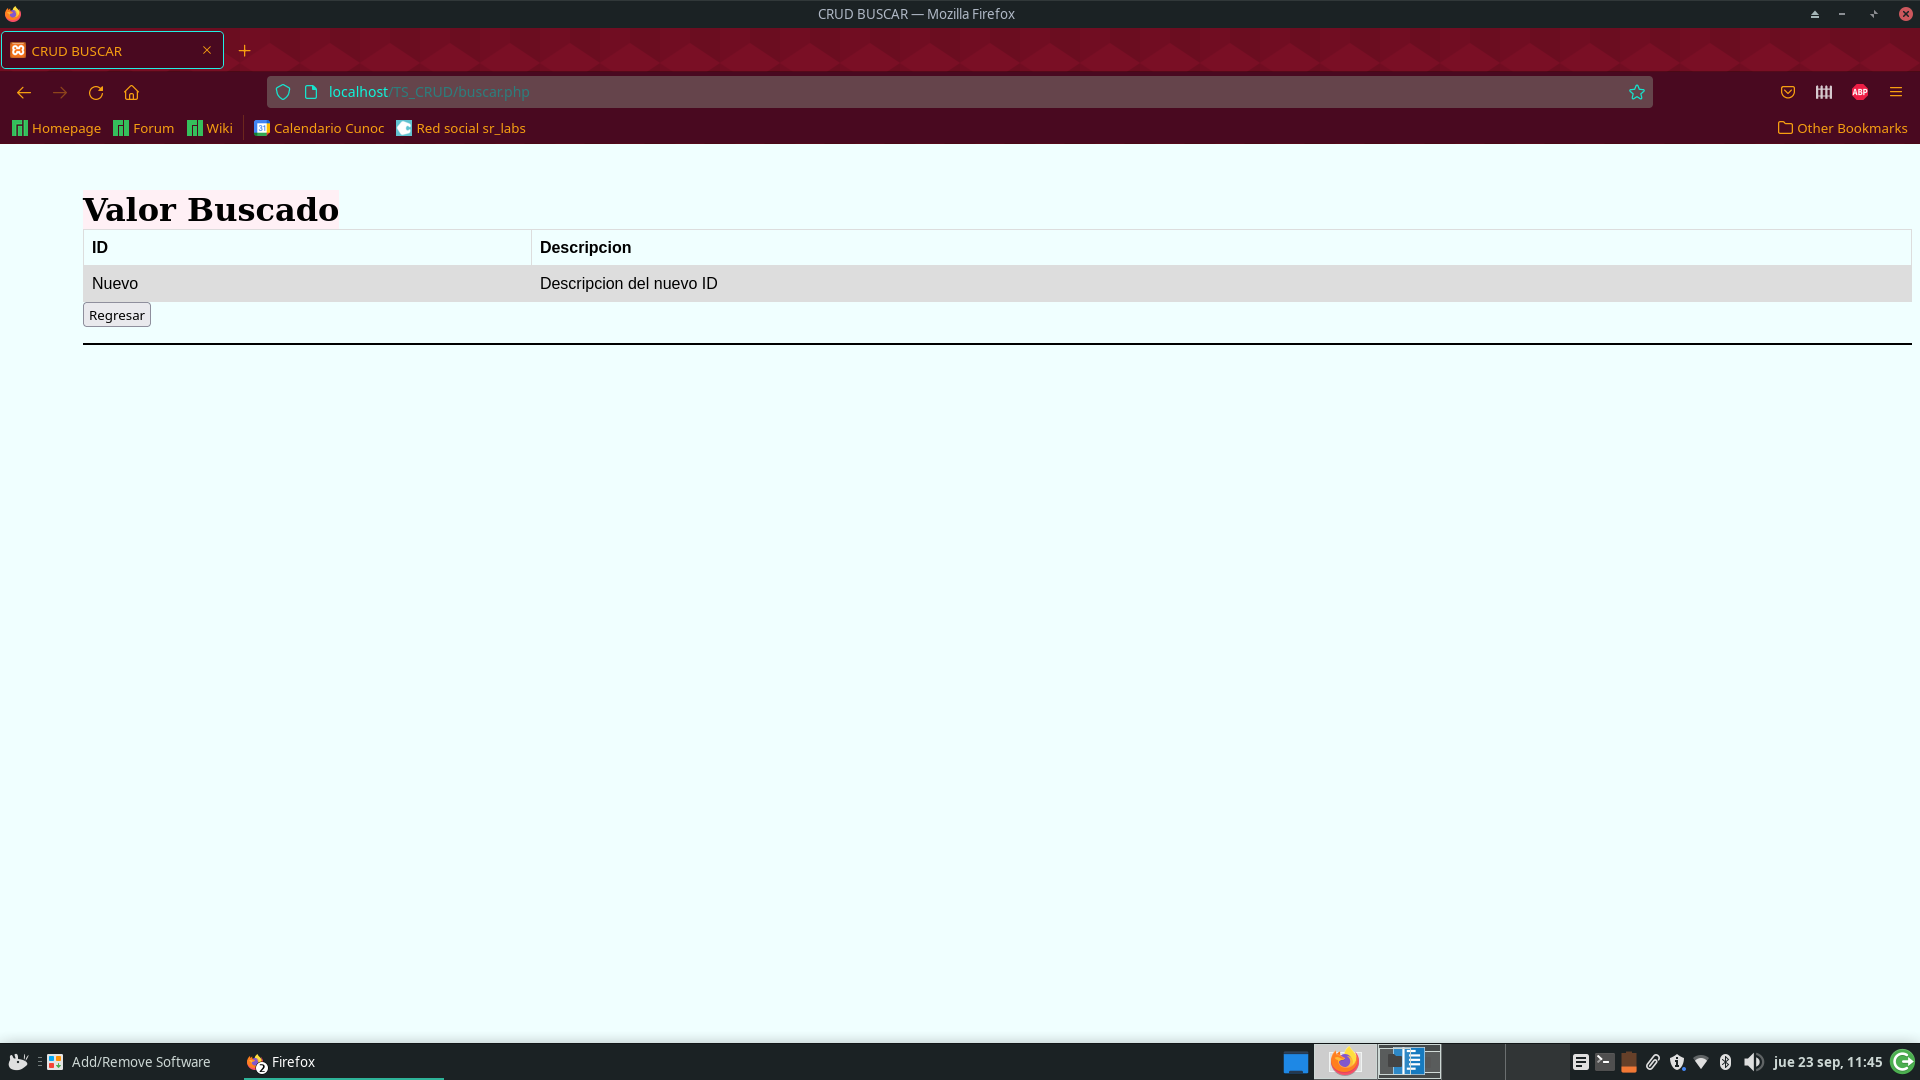 CRUD BUSCAR — Mozilla Firefox
CRUD BUSCAR
localhost/TS_CRUD/buscar.php
ABP
Homepage Forum Wiki 31 Calendario Cunoc Red social sr_labs Other Bookmarks
Valor Buscado
ID Descripcion
Nuevo Descripcion del nuevo ID
Regresar
Add/Remove Software 2 Firefox jue 23 sep, 11:45